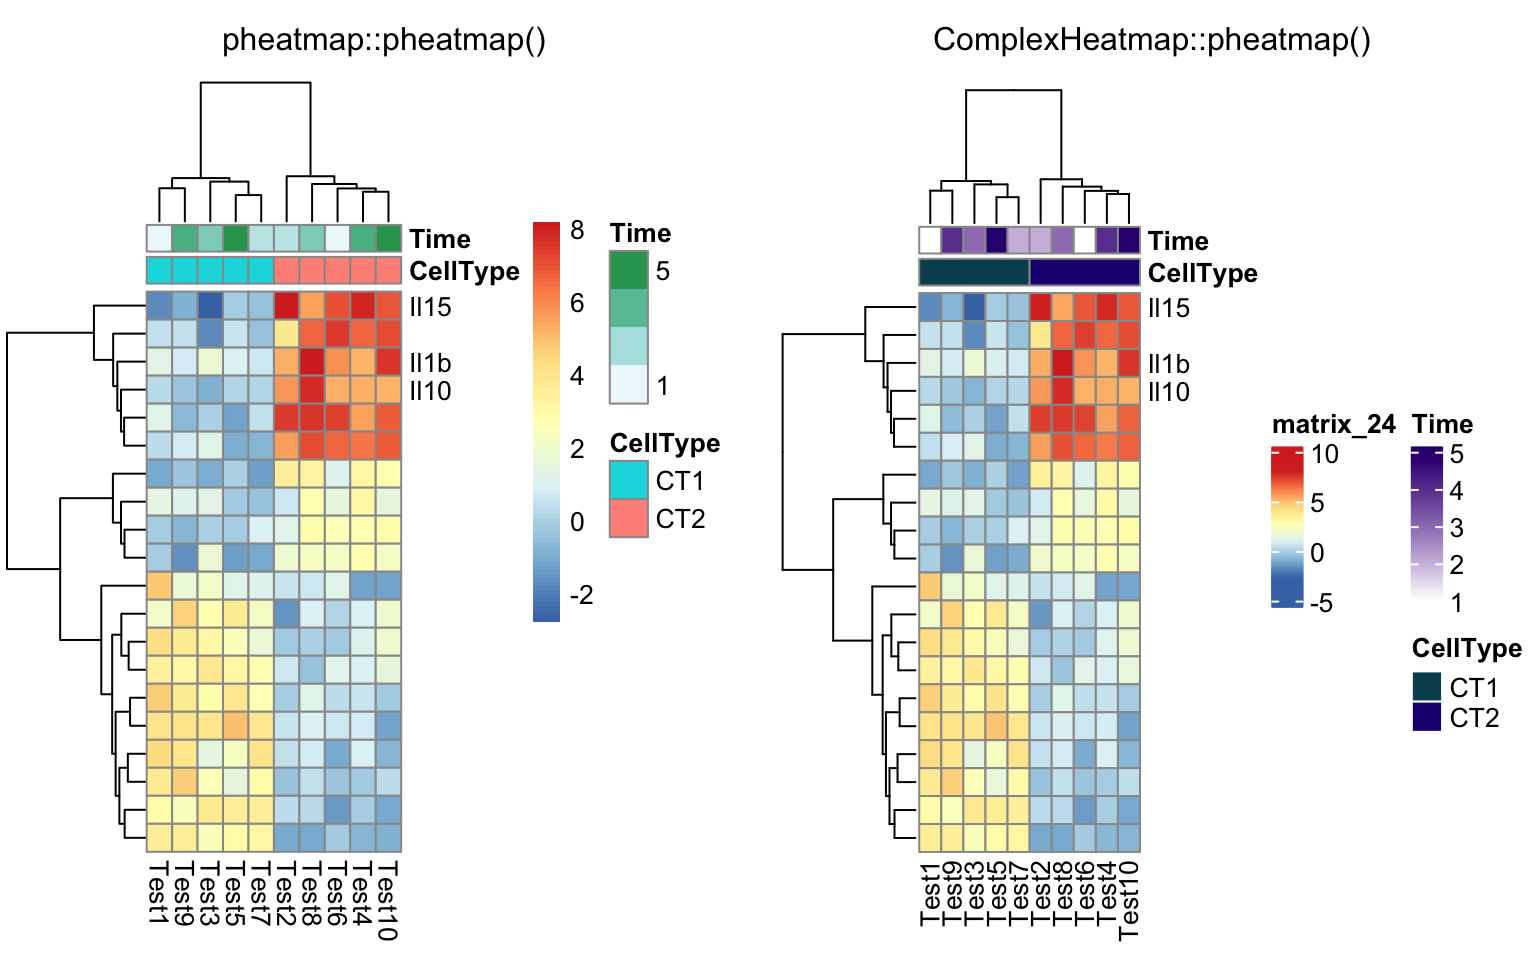 pheatmap::pheatmap()
Time
CellType
Il15
Il1b
Il10
Test1
Test9
Test3
Test5
Test7
Test2
Test8
Test6
Test4
Test10
8
6
4
2
0
-2
Time
5
1
CellType
CT1
CT2
ComplexHeatmap::pheatmap()
Time
CellType
Il15
Il1b
Il10
Test1
Test9
Test3
Test5
Test7
Test2
Test8
Test6
Test4
Test10
matrix_24
10
5
0
-5
Time
5
4
3
2
1
CellType
CT1
CT2